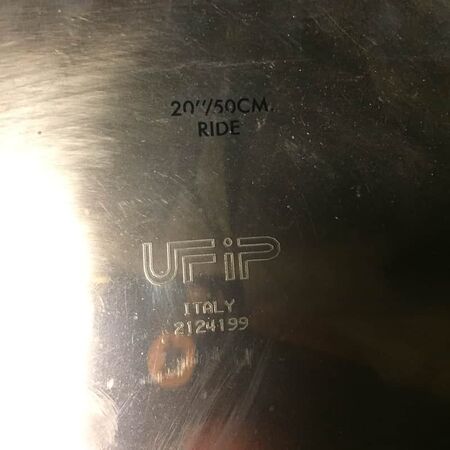 20"/50CM.
RIDE
UFiP
ITALY
2124199